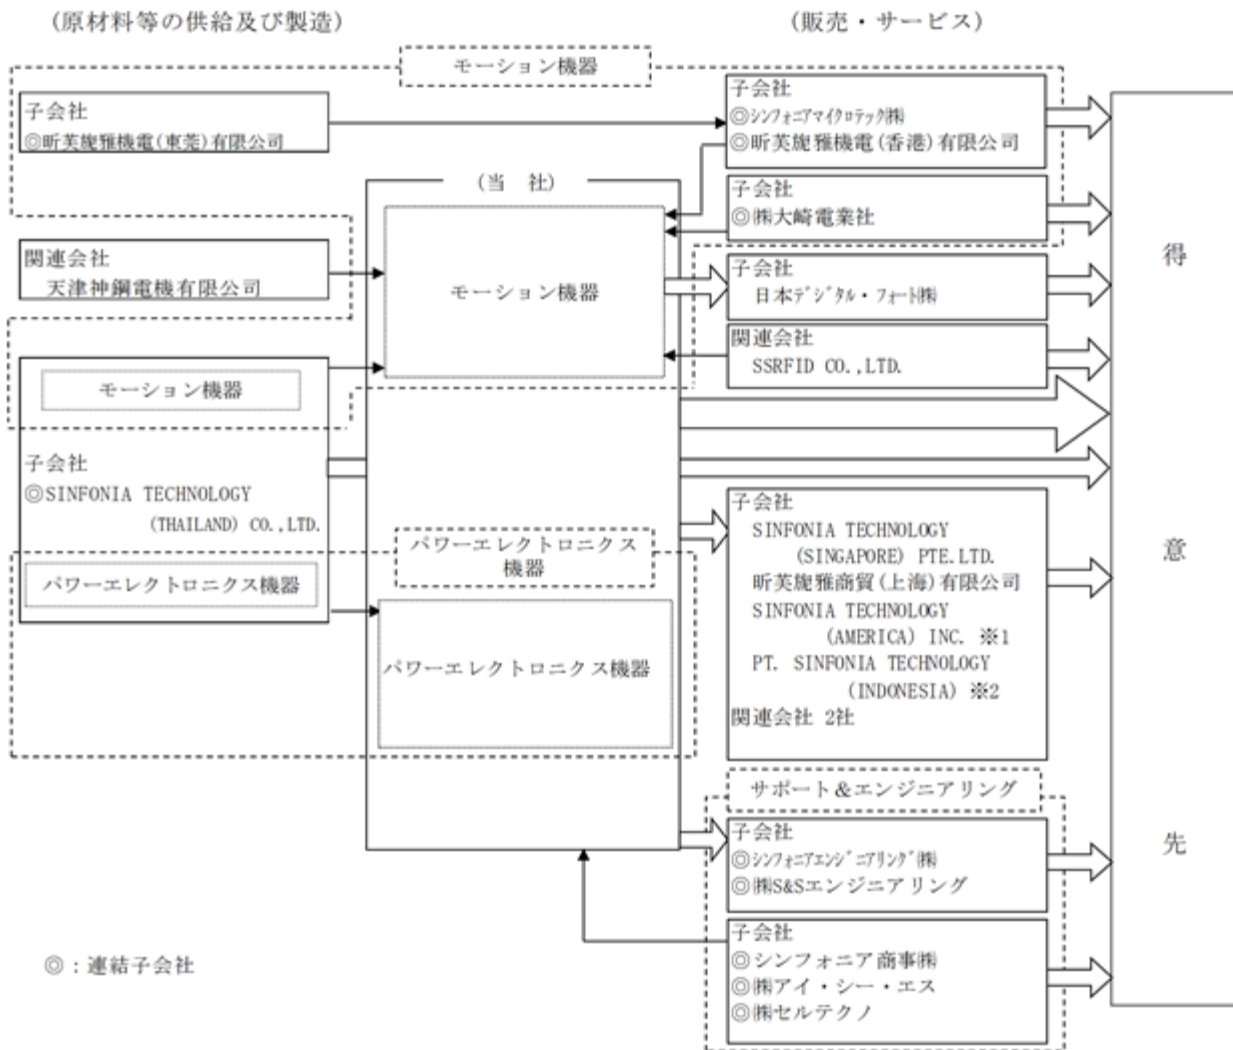 (原材料等の供給及び製造)
(販売・サービス)
モーション機器
子会社
◎昕芙旎雅機電(東莞)有限公司
子会社
◎シンフォニアマイクロテック㈱
◎昕芙旎雅機電(香港)有限公司
(当 社)
子会社
◎㈱大崎電業社
関連会社
天津神鋼電機有限公司
モーション機器
子会社
日本デジタル・フォート㈱
関連会社
SSRFID CO.,LTD.
モーション機器
子会社
◎SINFONIA TECHNOLOGY
(THAILAND) CO.,LTD.
パワーエレクトロニクス機器
パワーエレクトロニクス
機器
パワーエレクトロニクス機器
子会社
SINFONIA TECHNOLOGY
(SINGAPORE) PTE.LTD.
昕芙旎雅商貿(上海)有限公司
SINFONIA TECHNOLOGY
(AMERICA) INC. ※1
PT. SINFONIA TECHNOLOGY
(INDONESIA) ※2
関連会社 2社
サポート&エンジニアリング
子会社
◎シンフォニアエンジニアリング㈱
◎㈱S&Sエンジニアリング
子会社
◎シンフォニア商事㈱
◎㈱アイ・シー・エス
◎㈱セルテクノ
得
意
先
◎：連結子会社